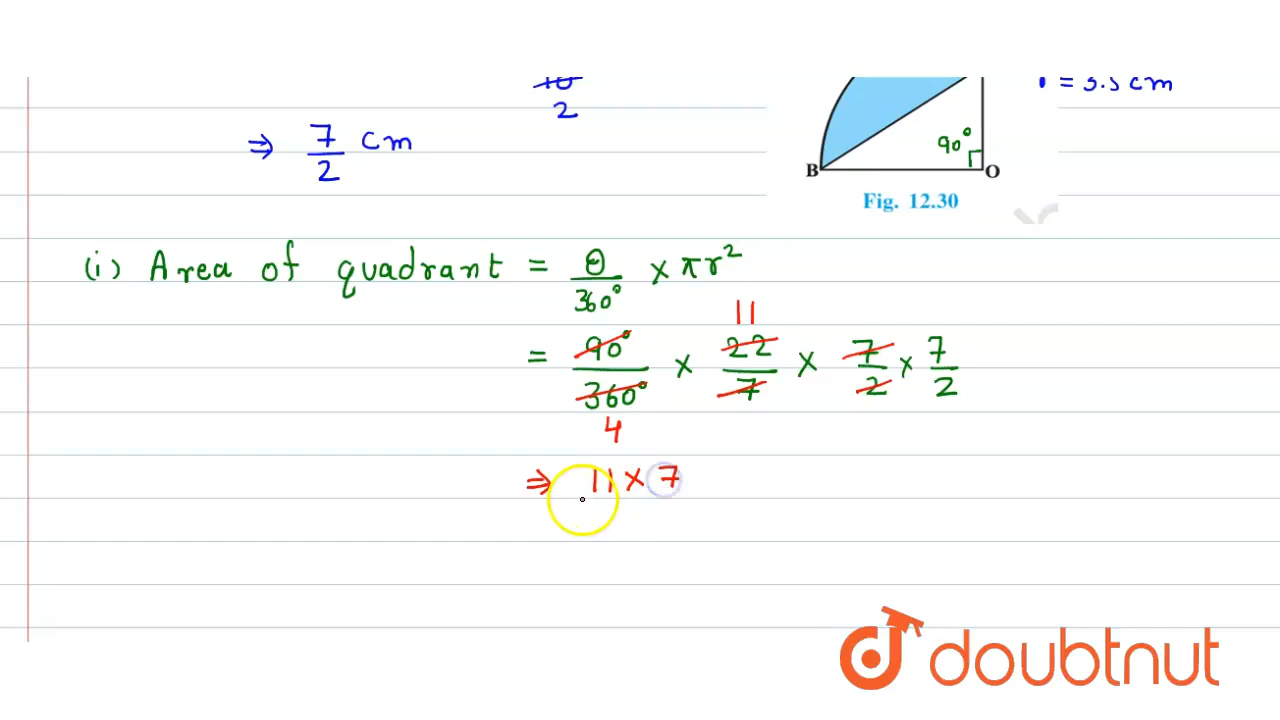 2
r = 3.5 cm
⇒ 7/2 cm
90°
B
O
Fig. 12.30
(i) Area of quadrant = θ/360° × πr²
11
= 90°/360° × 22/7 × 7/2 × 7/2
4
⇒ 11 × 7
doubtnut